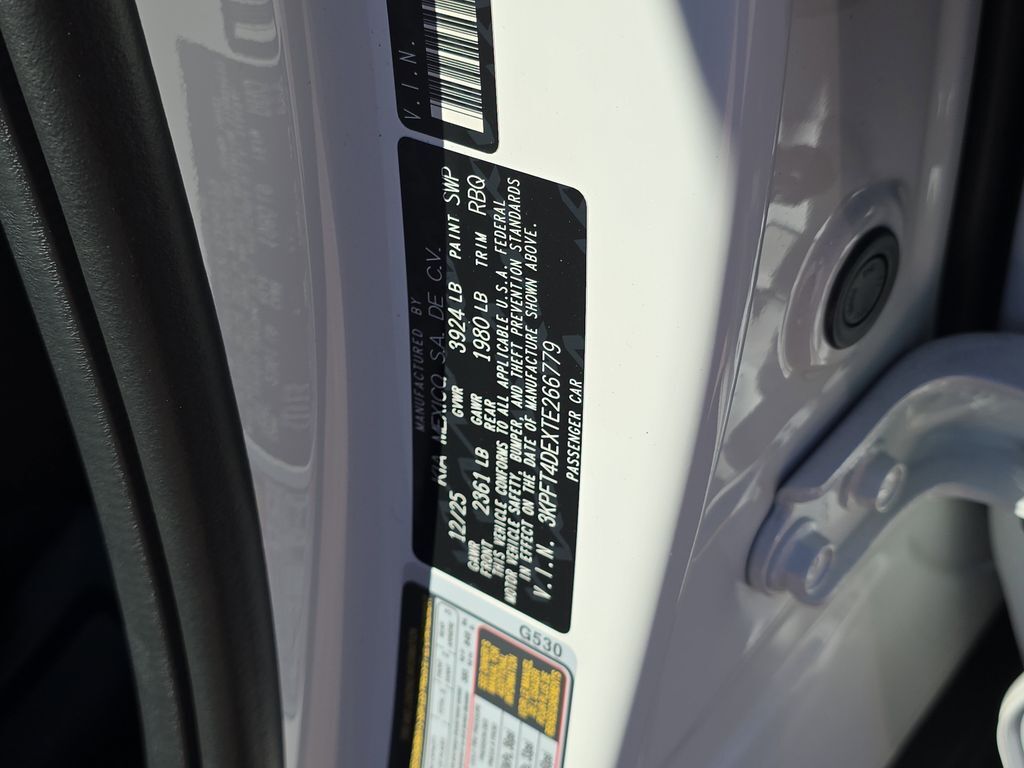 V.I.N.
MANUFACTURED BY
KIA MEXICO, S.A. DE C.V.
12/25 GVWR 3924 LB PAINT SWP
GAWR FRONT 2361 LB GAWR REAR 1980 LB TRIM RBQ
THIS VEHICLE CONFORMS TO ALL APPLICABLE U.S.A. FEDERAL
MOTOR VEHICLE SAFETY, BUMPER, AND THEFT PREVENTION STANDARDS
IN EFFECT ON THE DATE OF MANUFACTURE SHOWN ABOVE.
V.I.N. 3KPFT4DEXTE266779
PASSENGER CAR
G530